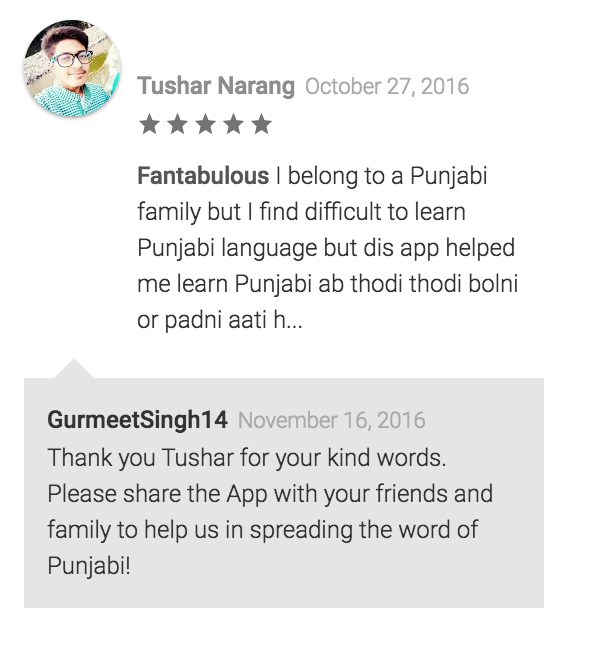 Tushar Narang October 27, 2016
★★★★★
Fantabulous I belong to a Punjabi
family but I find difficult to learn
Punjabi language but dis app helped
me learn Punjabi ab thodi thodi bolni
or padni aati h...
GurmeetSingh14 November 16, 2016
Thank you Tushar for your kind words.
Please share the App with your friends and
family to help us in spreading the word of
Punjabi!